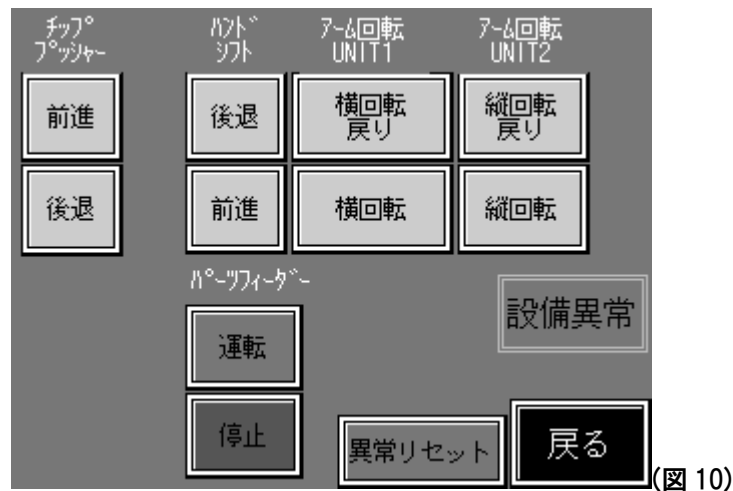 ﾁｯﾌﾟ
ﾌﾟｯｼｬｰ
ﾊﾝﾄﾞ
ｼﾌﾄ
ｱｰﾑ回転
UNIT1
ｱｰﾑ回転
UNIT2
前進
後退
横回転
戻り
縦回転
戻り
後退
前進
横回転
縦回転
ﾊﾟｰﾂﾌｨｰﾀﾞｰ
運転
設備異常
停止
異常リセット
戻る
(図 10)